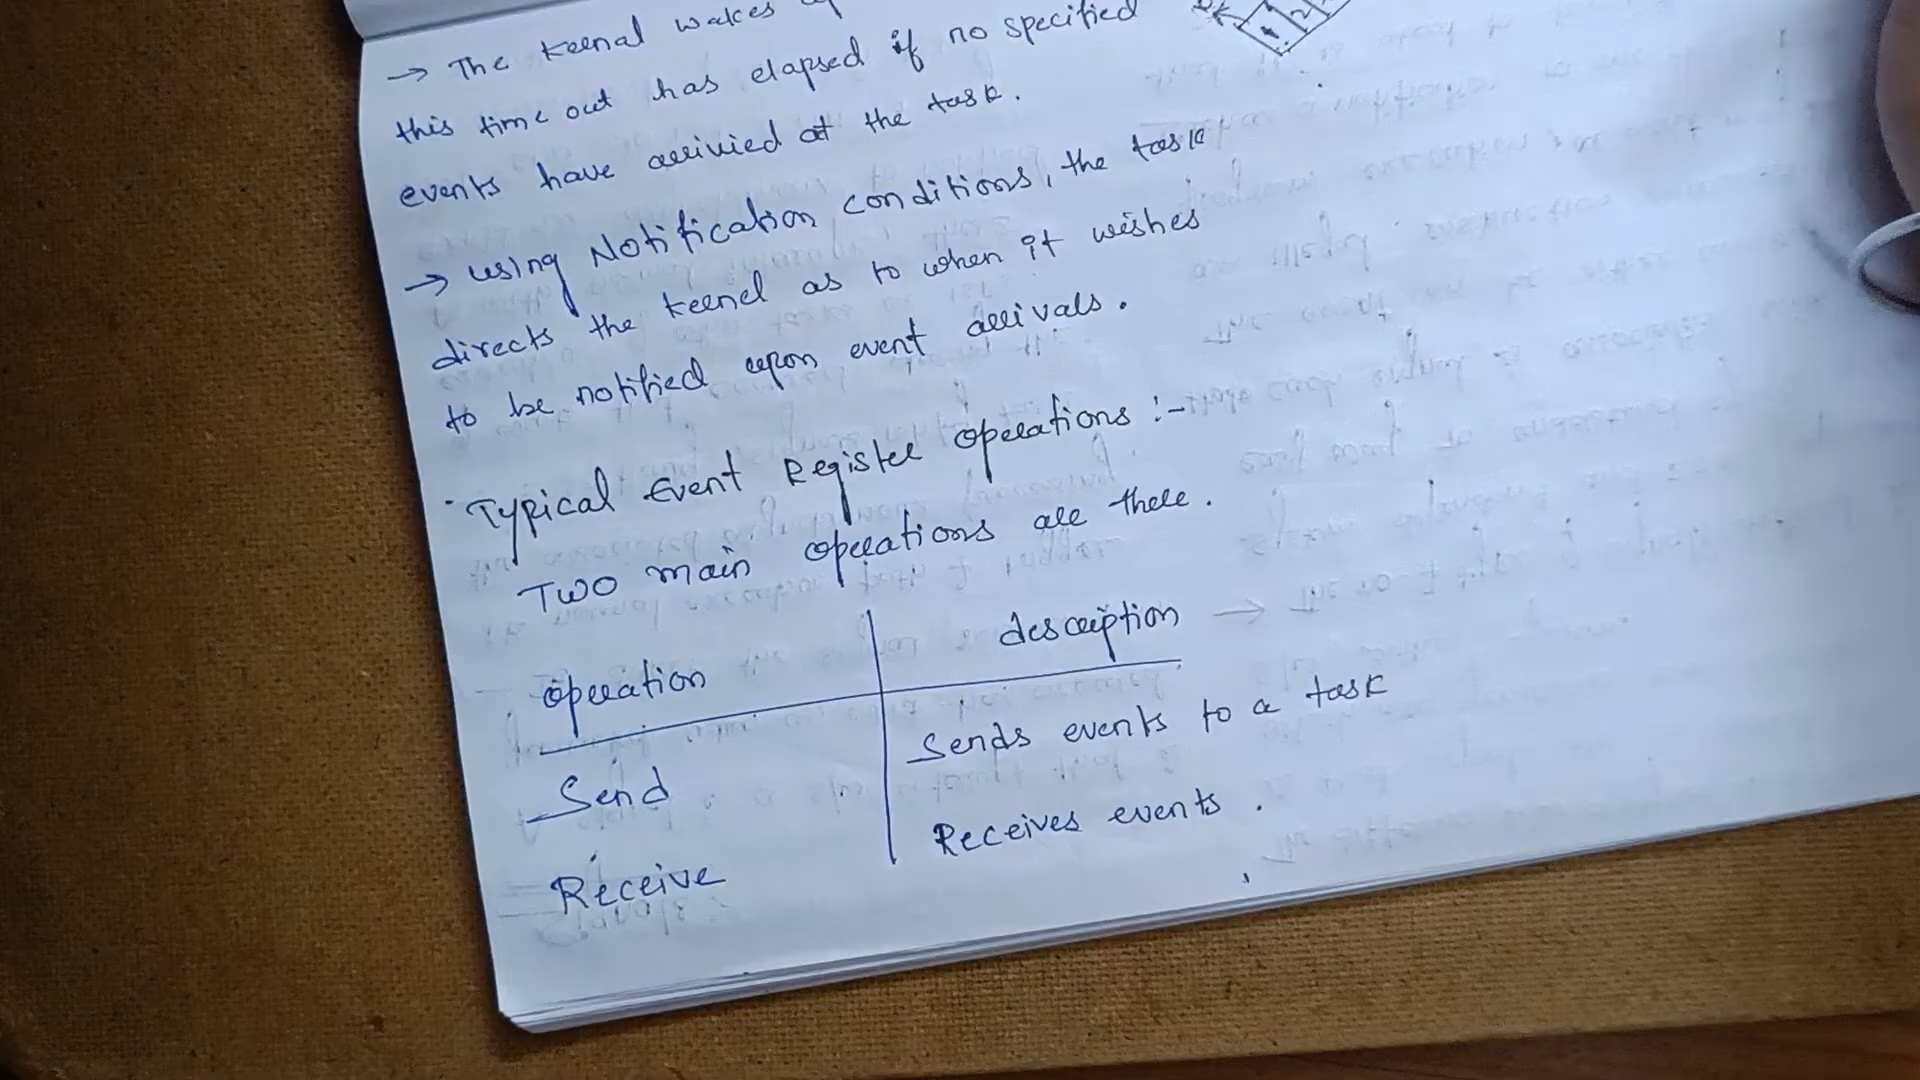 → The keenal wakes
this time out has elapsed if no specified
events have arrivied at the task.
→ using Notification conditions, the task
directs the keenel as to when it wishes
to be notified upon event arrivals.
Typical Event Register operations :-
Two main operations are there.
operation description
Send Sends events to a task
Receive Receives events.